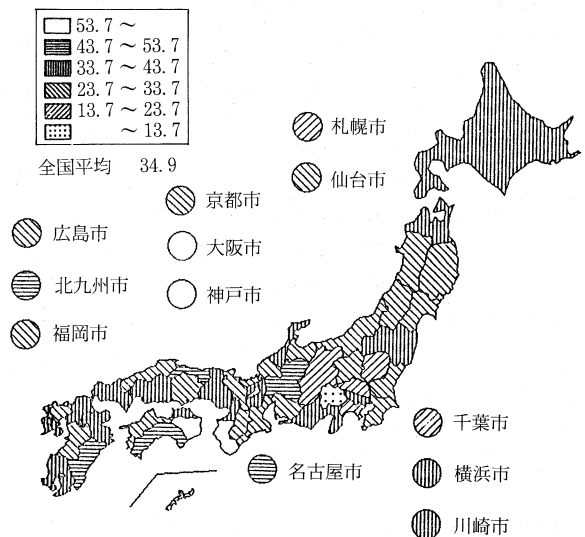 53.7～
43.7～53.7
33.7～43.7
23.7～33.7
13.7～23.7
～13.7
全国平均 34.9
札幌市
仙台市
京都市
大阪市
神戸市
広島市
北九州市
福岡市
千葉市
名古屋市
横浜市
川崎市